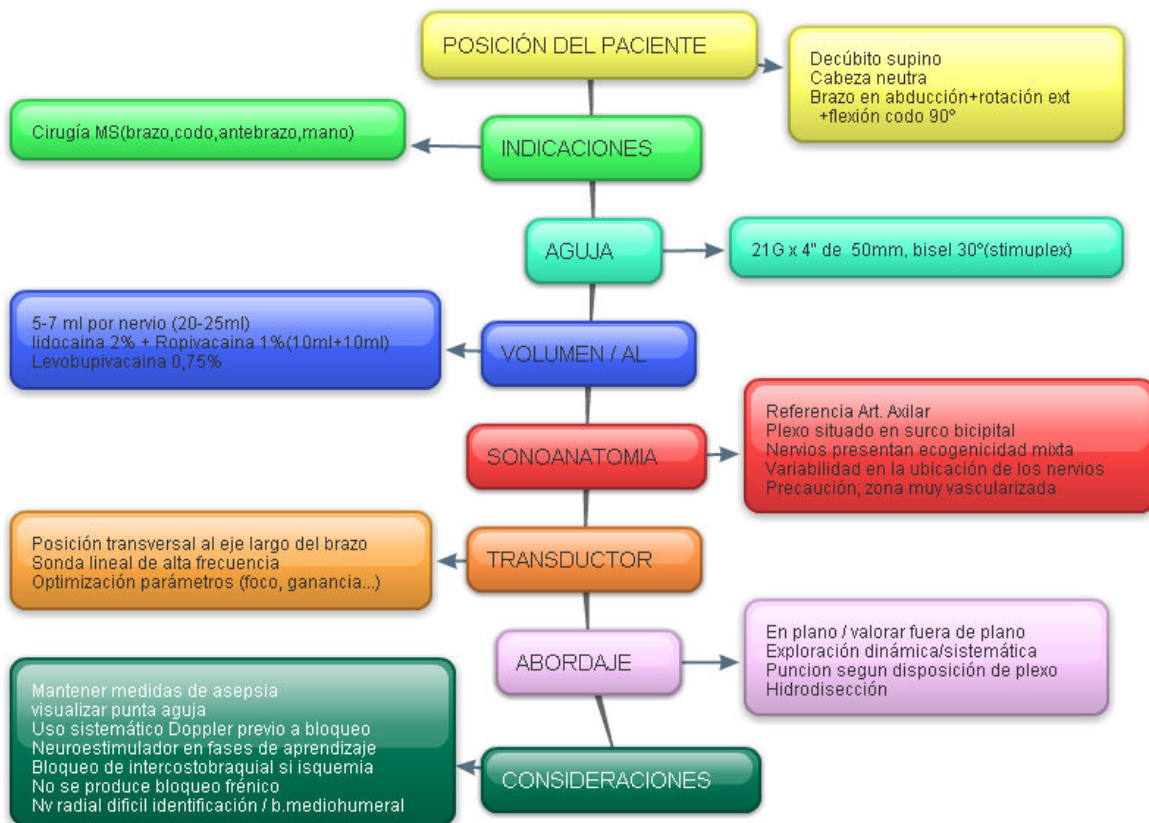 POSICIÓN DEL PACIENTE
Decúbito supino
Cabeza neutra
Brazo en abducción+rotación ext
+flexión codo 90º
INDICACIONES
Cirugía MS(brazo,codo,antebrazo,mano)
AGUJA
21G x 4" de 50mm, bisel 30º(stimuplex)
VOLUMEN / AL
5-7 ml por nervio (20-25ml)
lidocaina 2% + Ropivacaina 1%(10ml+10ml)
Levobupivacaina 0,75%
SONOANATOMIA
Referencia Art. Axilar
Plexo situado en surco bicipital
Nervios presentan ecogenicidad mixta
Variabilidad en la ubicación de los nervios
Precaución; zona muy vascularizada
TRANSDUCTOR
Posición transversal al eje largo del brazo
Sonda lineal de alta frecuencia
Optimización parámetros (foco, ganancia...)
ABORDAJE
En plano / valorar fuera de plano
Exploración dinámica/sistemática
Puncion segun disposición de plexo
Hidrodisección
CONSIDERACIONES
Mantener medidas de asepsia
visualizar punta aguja
Uso sistemático Doppler previo a bloqueo
Neuroestimulador en fases de aprendizaje
Bloqueo de intercostobraquial si isquemia
No se produce bloqueo frénico
Nv radial dificil identificación / b.mediohumeral